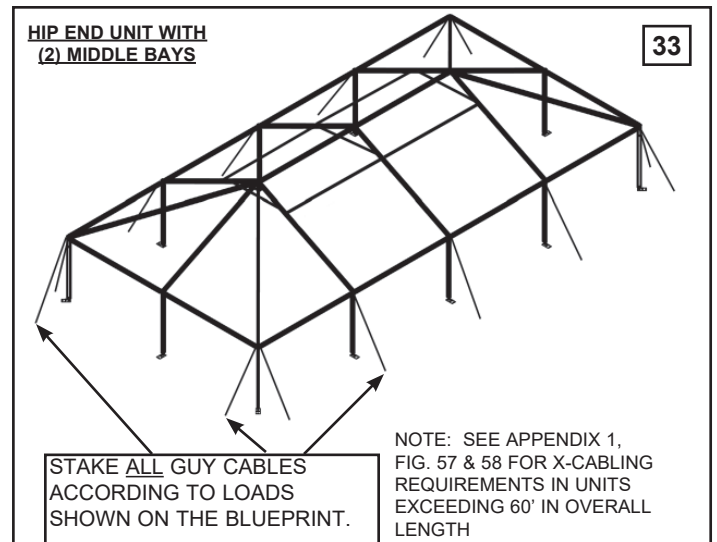 HIP END UNIT WITH
(2) MIDDLE BAYS
33
STAKE ALL GUY CABLES
ACCORDING TO LOADS
SHOWN ON THE BLUEPRINT.
NOTE: SEE APPENDIX 1,
FIG. 57 & 58 FOR X-CABLING
REQUIREMENTS IN UNITS
EXCEEDING 60’ IN OVERALL
LENGTH